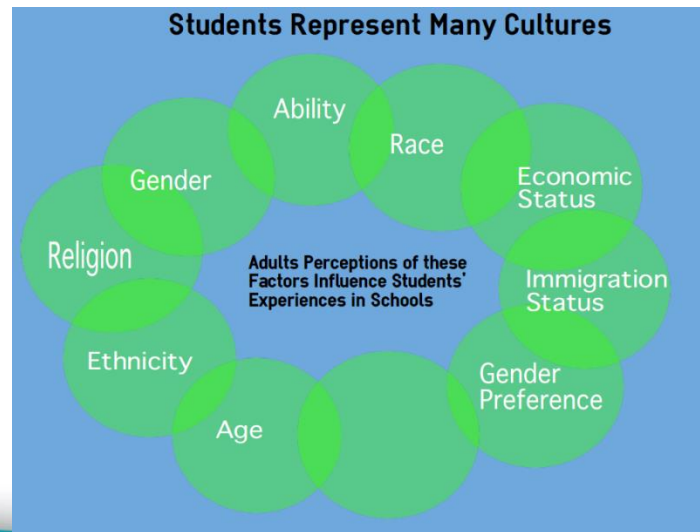 Students Represent Many Cultures
Ability
Race
Gender
Economic
Status
Religion
Adults Perceptions of these
Factors Influence Students'
Experiences in Schools
Immigration
Status
Ethnicity
Gender
Preference
Age